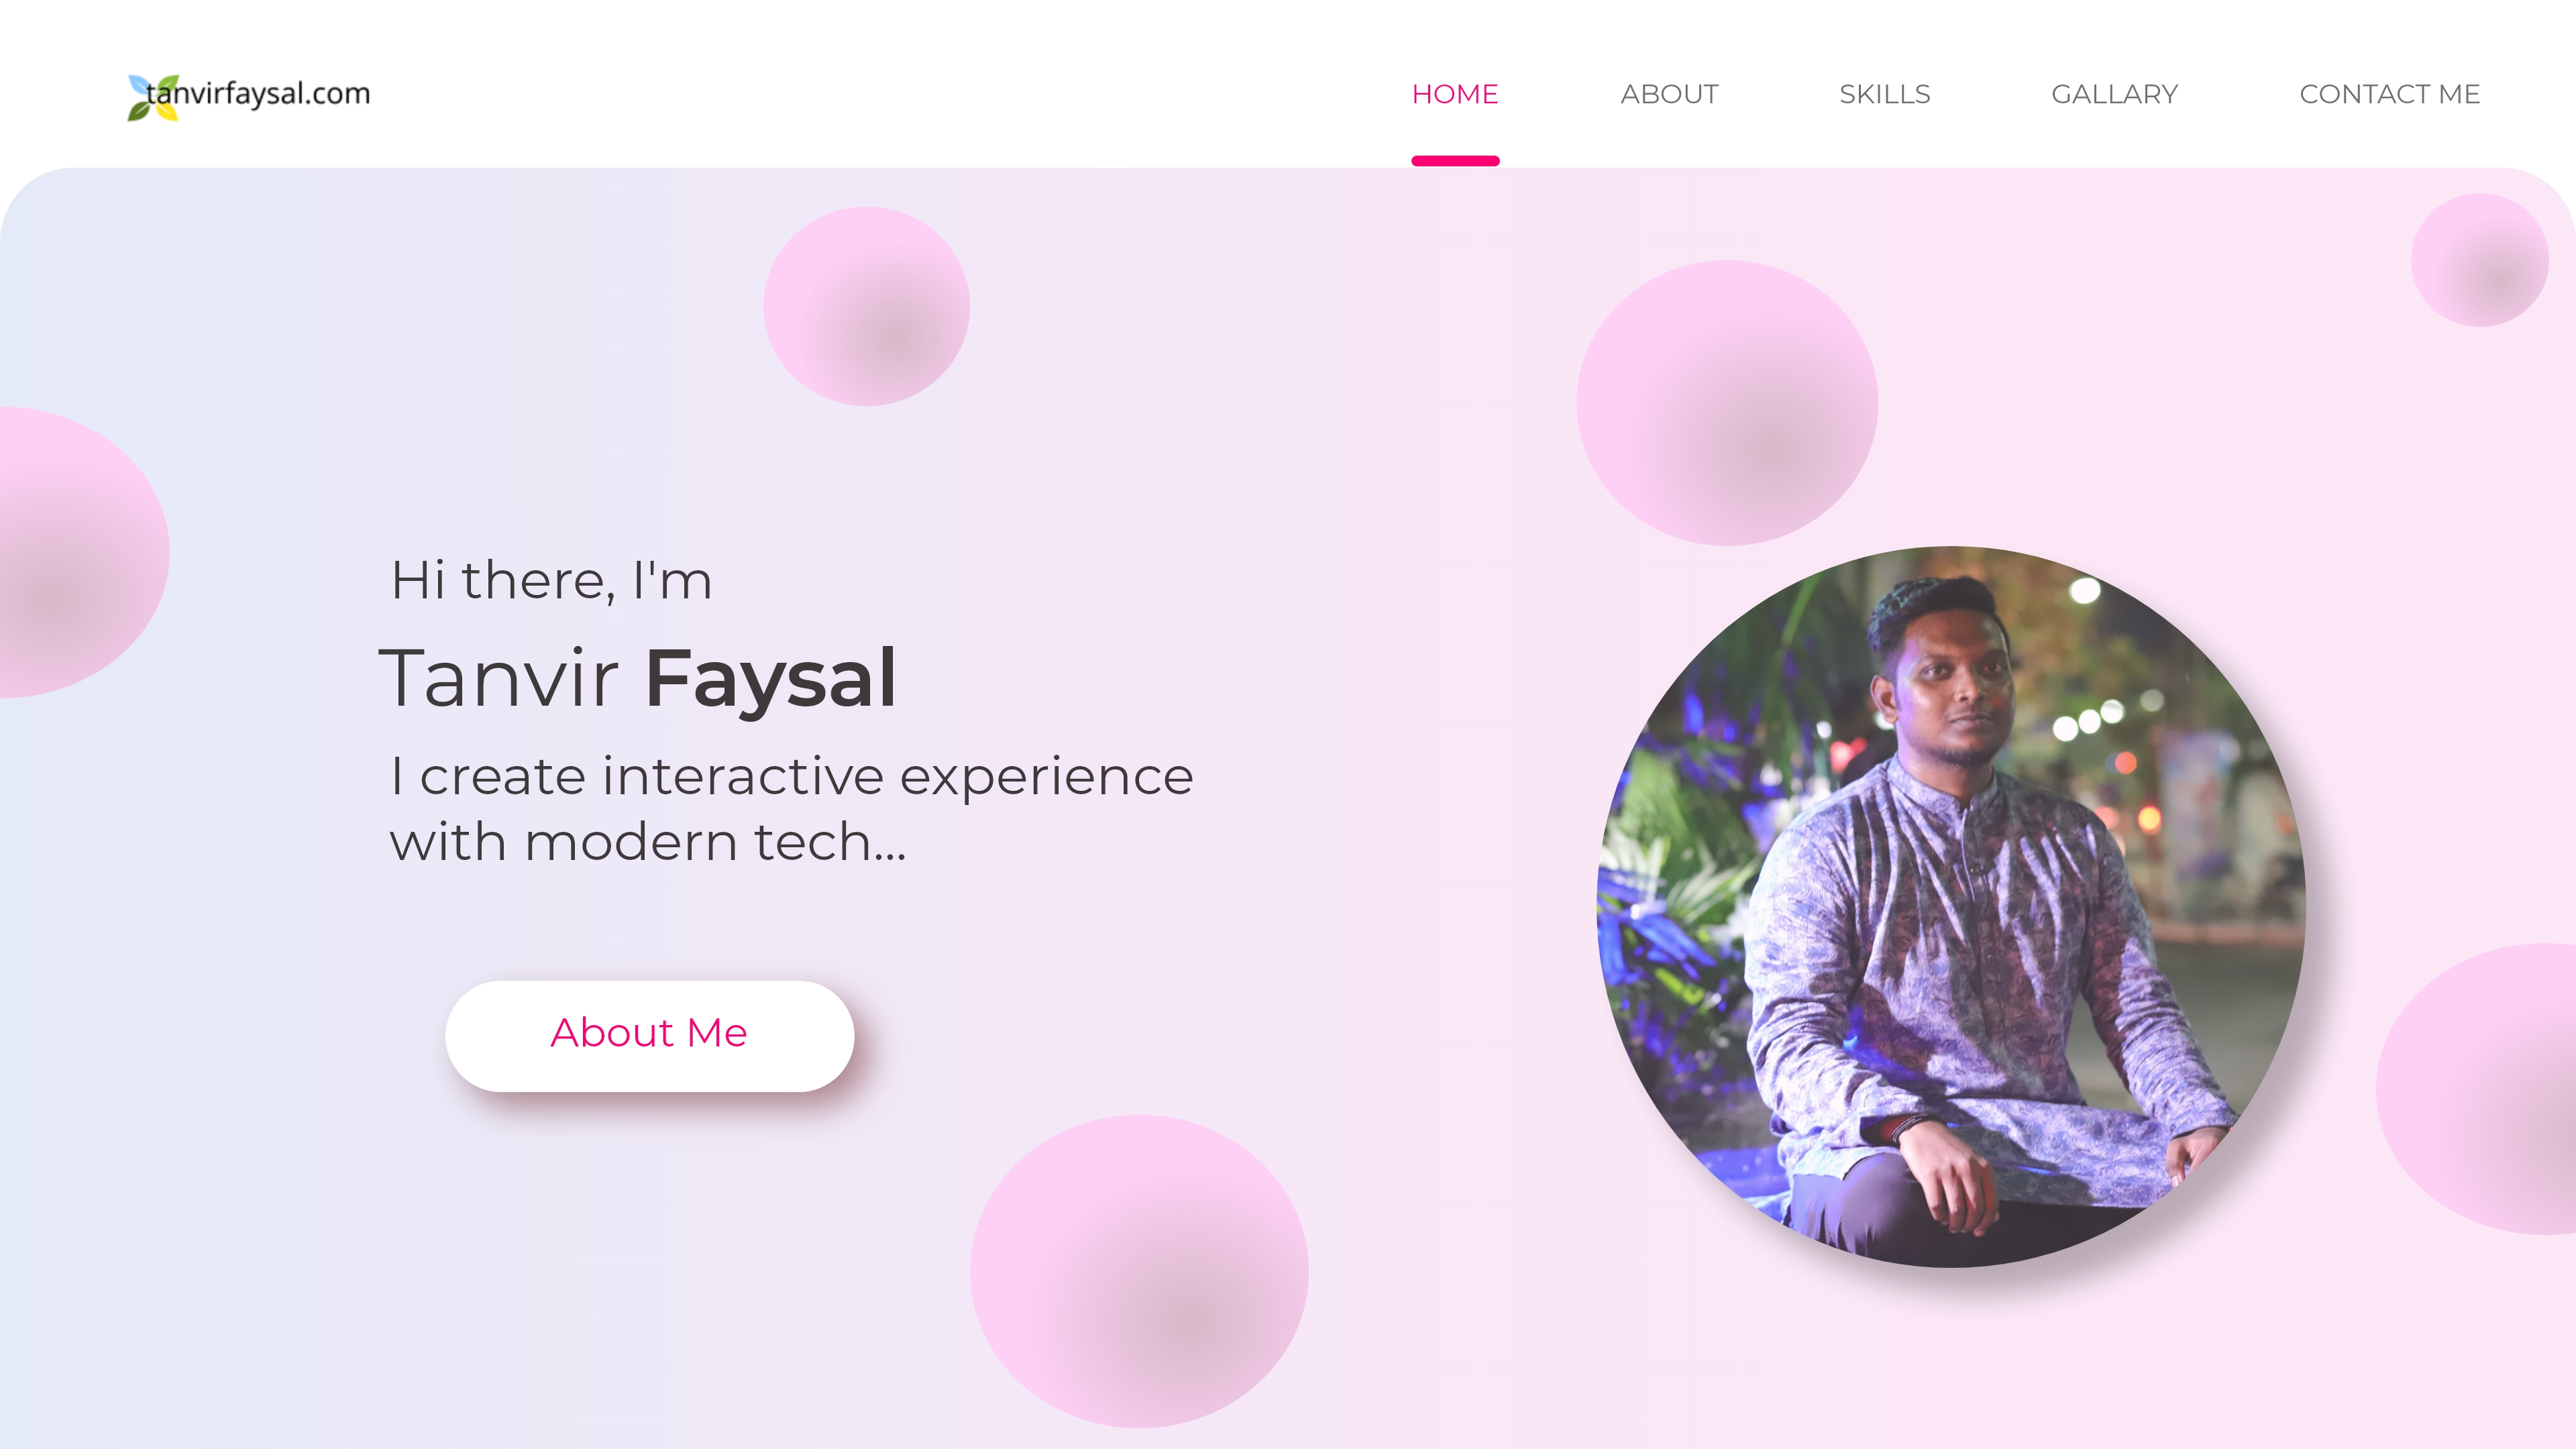 tanvirfaysal.com
HOME ABOUT SKILLS GALLARY CONTACT ME
Hi there, I'm
Tanvir Faysal
I create interactive experience
with modern tech...
About Me